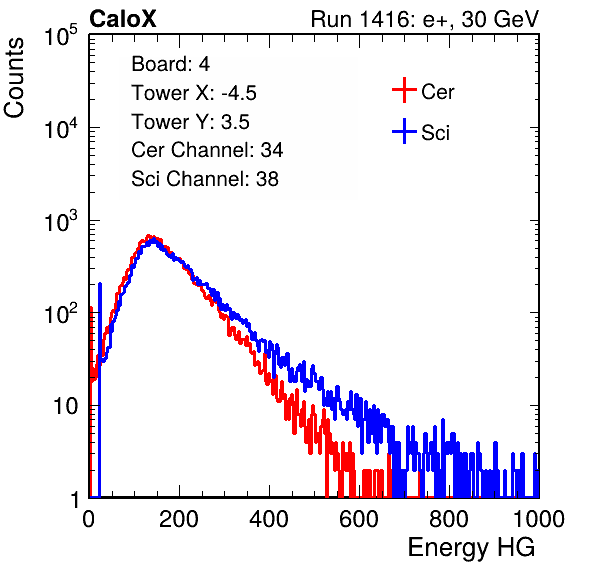 CaloX Run 1416: e+, 30 GeV
Counts
Board: 4
Tower X: -4.5
Tower Y: 3.5
Cer Channel: 34
Sci Channel: 38
Cer
Sci
10^5
10^4
10^3
10^2
10
1
0 200 400 600 800 1000
Energy HG